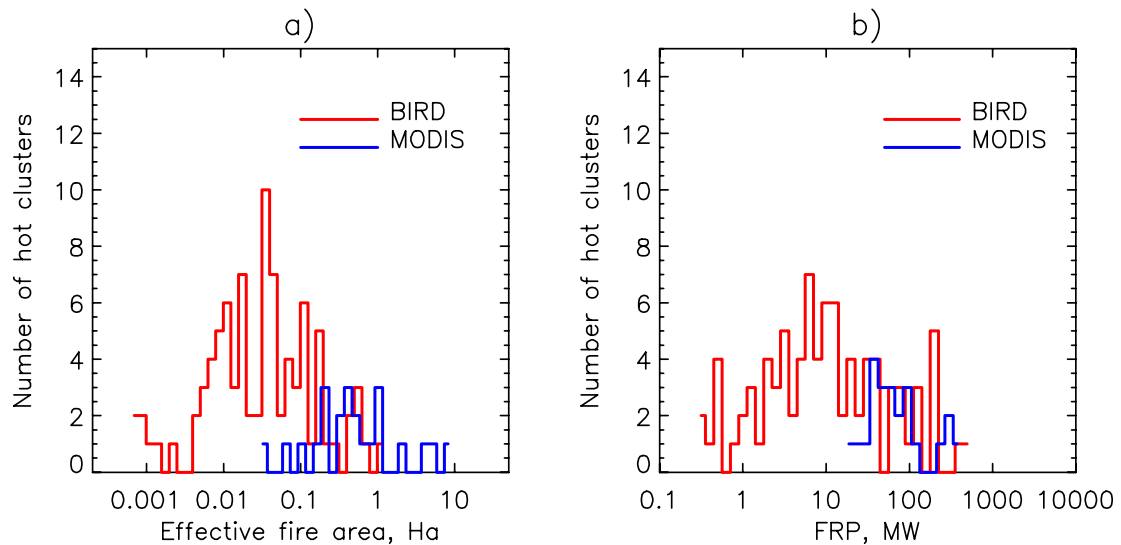 a)
14
12
10
8
6
4
2
0
Number of hot clusters
BIRD
MODIS
0.001 0.01 0.1 1 10
Effective fire area, Ha
b)
14
12
10
8
6
4
2
0
Number of hot clusters
BIRD
MODIS
0.1 1 10 100 1000 10000
FRP, MW